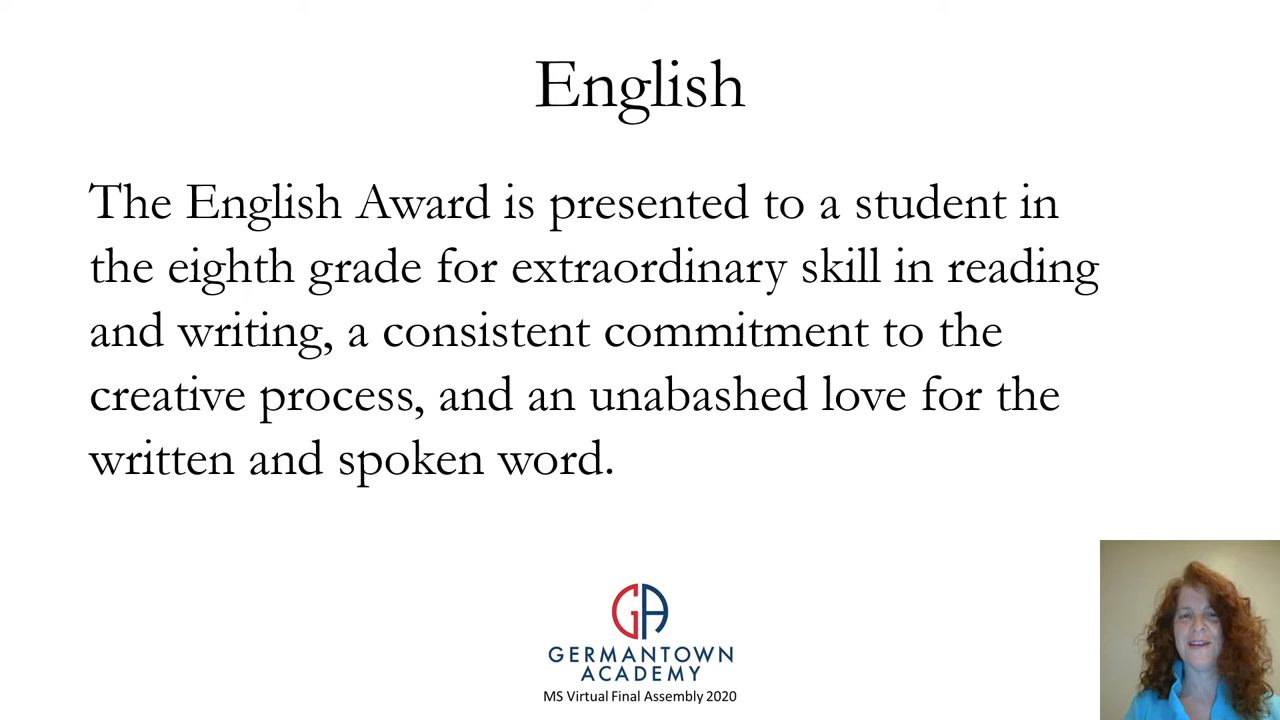 English
The English Award is presented to a student in
the eighth grade for extraordinary skill in reading
and writing, a consistent commitment to the
creative process, and an unabashed love for the
written and spoken word.
GA
GERMANTOWN
ACADEMY
MS Virtual Final Assembly 2020